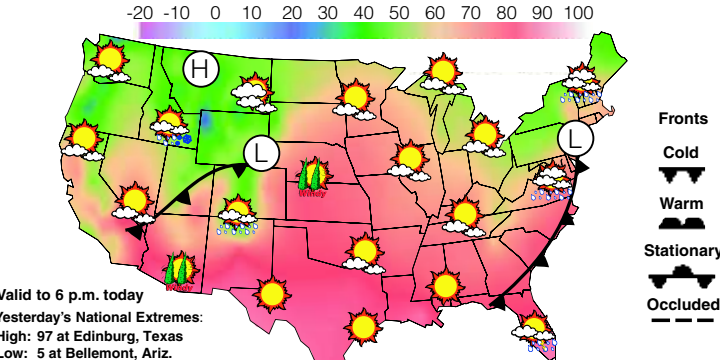 -20 -10 0 10 20 30 40 50 60 70 80 90 100
H
L
L
Windy
Windy
Fronts
Cold
Warm
Stationary
Occluded
Valid to 6 p.m. today
Yesterday's National Extremes:
High: 97 at Edinburg, Texas
Low: 5 at Bellemont, Ariz.